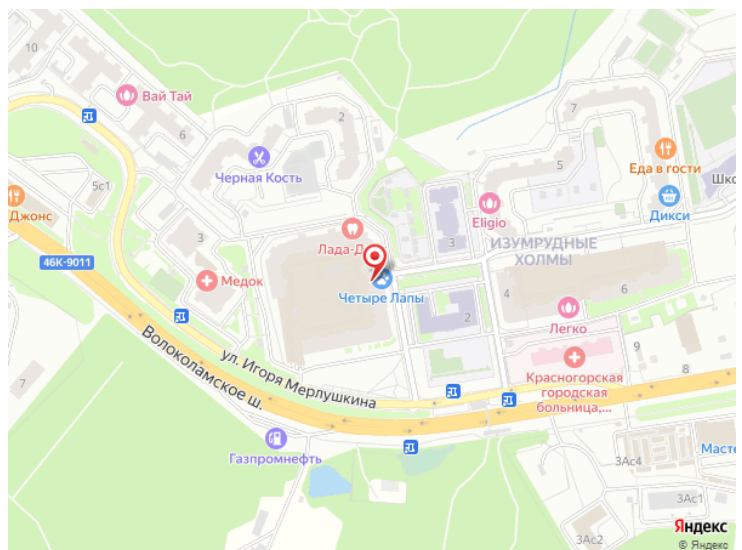 10
Вай Тай
6
2
7
Черная Кость
5
Еда в гости
5с1
Шко
Джонс
Eligio
Дикси
3
Лада-Д
3
ИЗУМРУДНЫЕ
ХОЛМЫ
46К-9011
Медок
Четыре Лапы
4
6
2
Легко
7
Волоколамское ш.
ул. Игоря Мерлушкина
9
8
Красногорская
городская
больница,...
Газпромнефть
Масте
3Ас4
3Ас1
3Ас2
Яндекс
© Яндекс